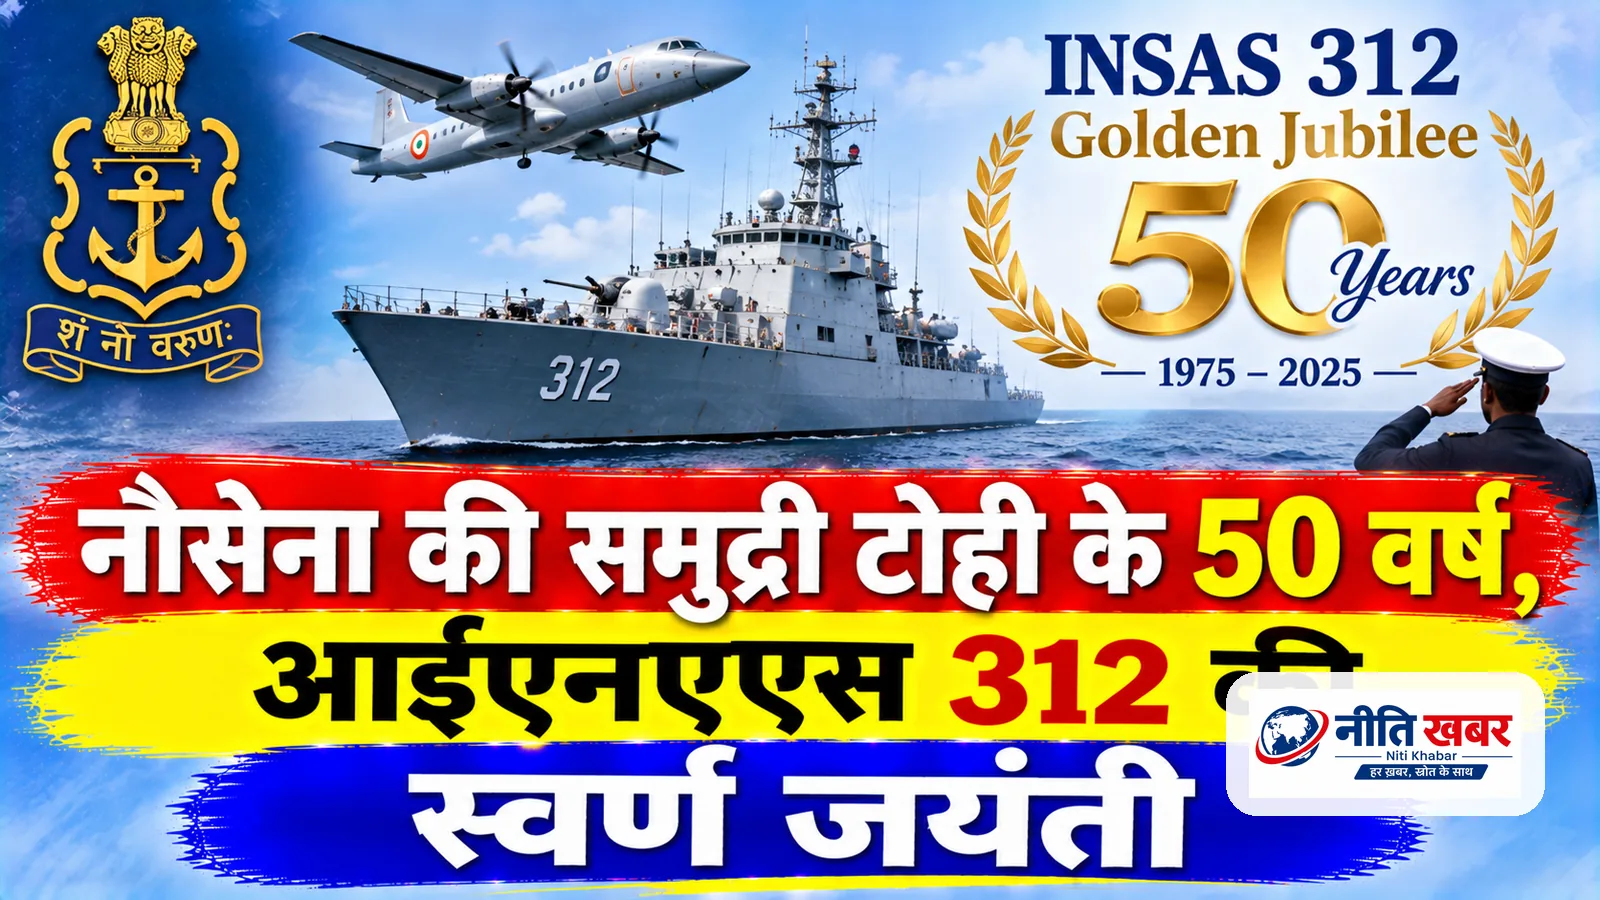 शं नो वरुणः
INSAS 312
Golden Jubilee
50
Years
1975 – 2025
312
नौसेना की समुद्री टोही के 50 वर्ष,
आईएनएएस 312 की
स्वर्ण जयंती
नीति खबर
Niti Khabar
हर ख़बर, स्रोत के साथ